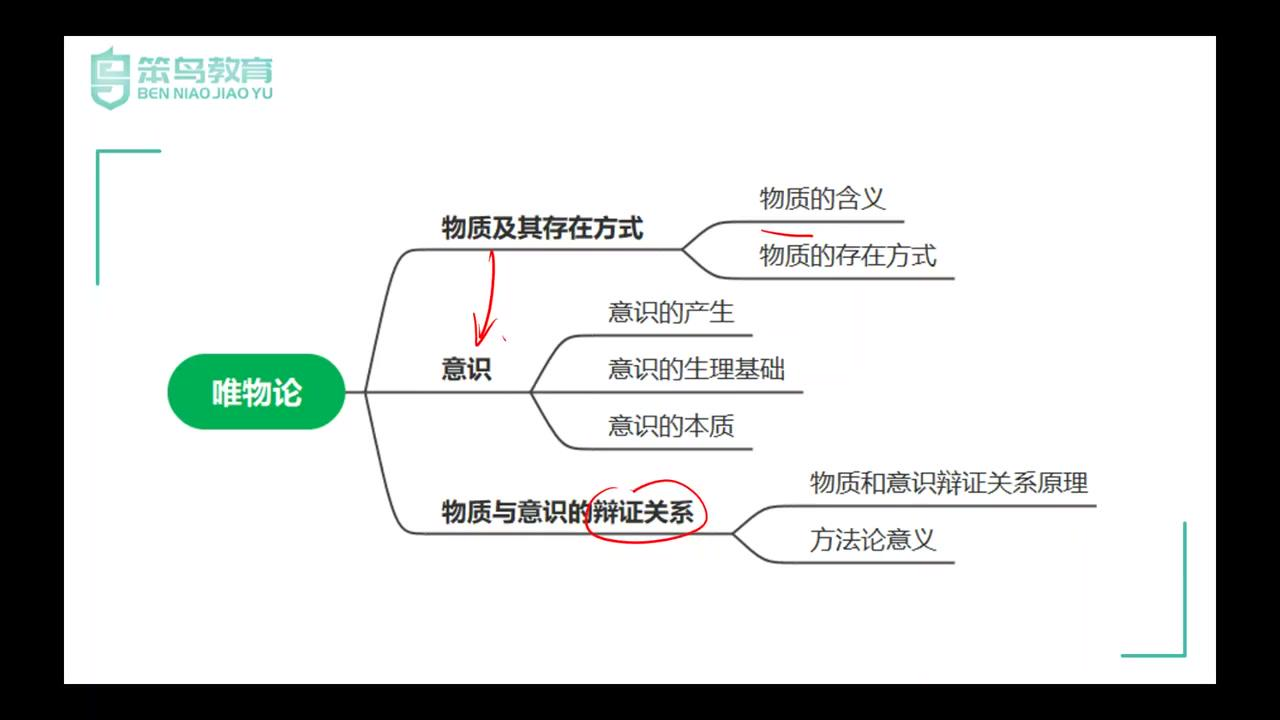 笨鸟教育
BEN NIAO JIAO YU
物质的含义
物质及其存在方式
物质的存在方式
意识的产生
意识
意识的生理基础
唯物论
意识的本质
物质和意识辩证关系原理
物质与意识的辩证关系
方法论意义